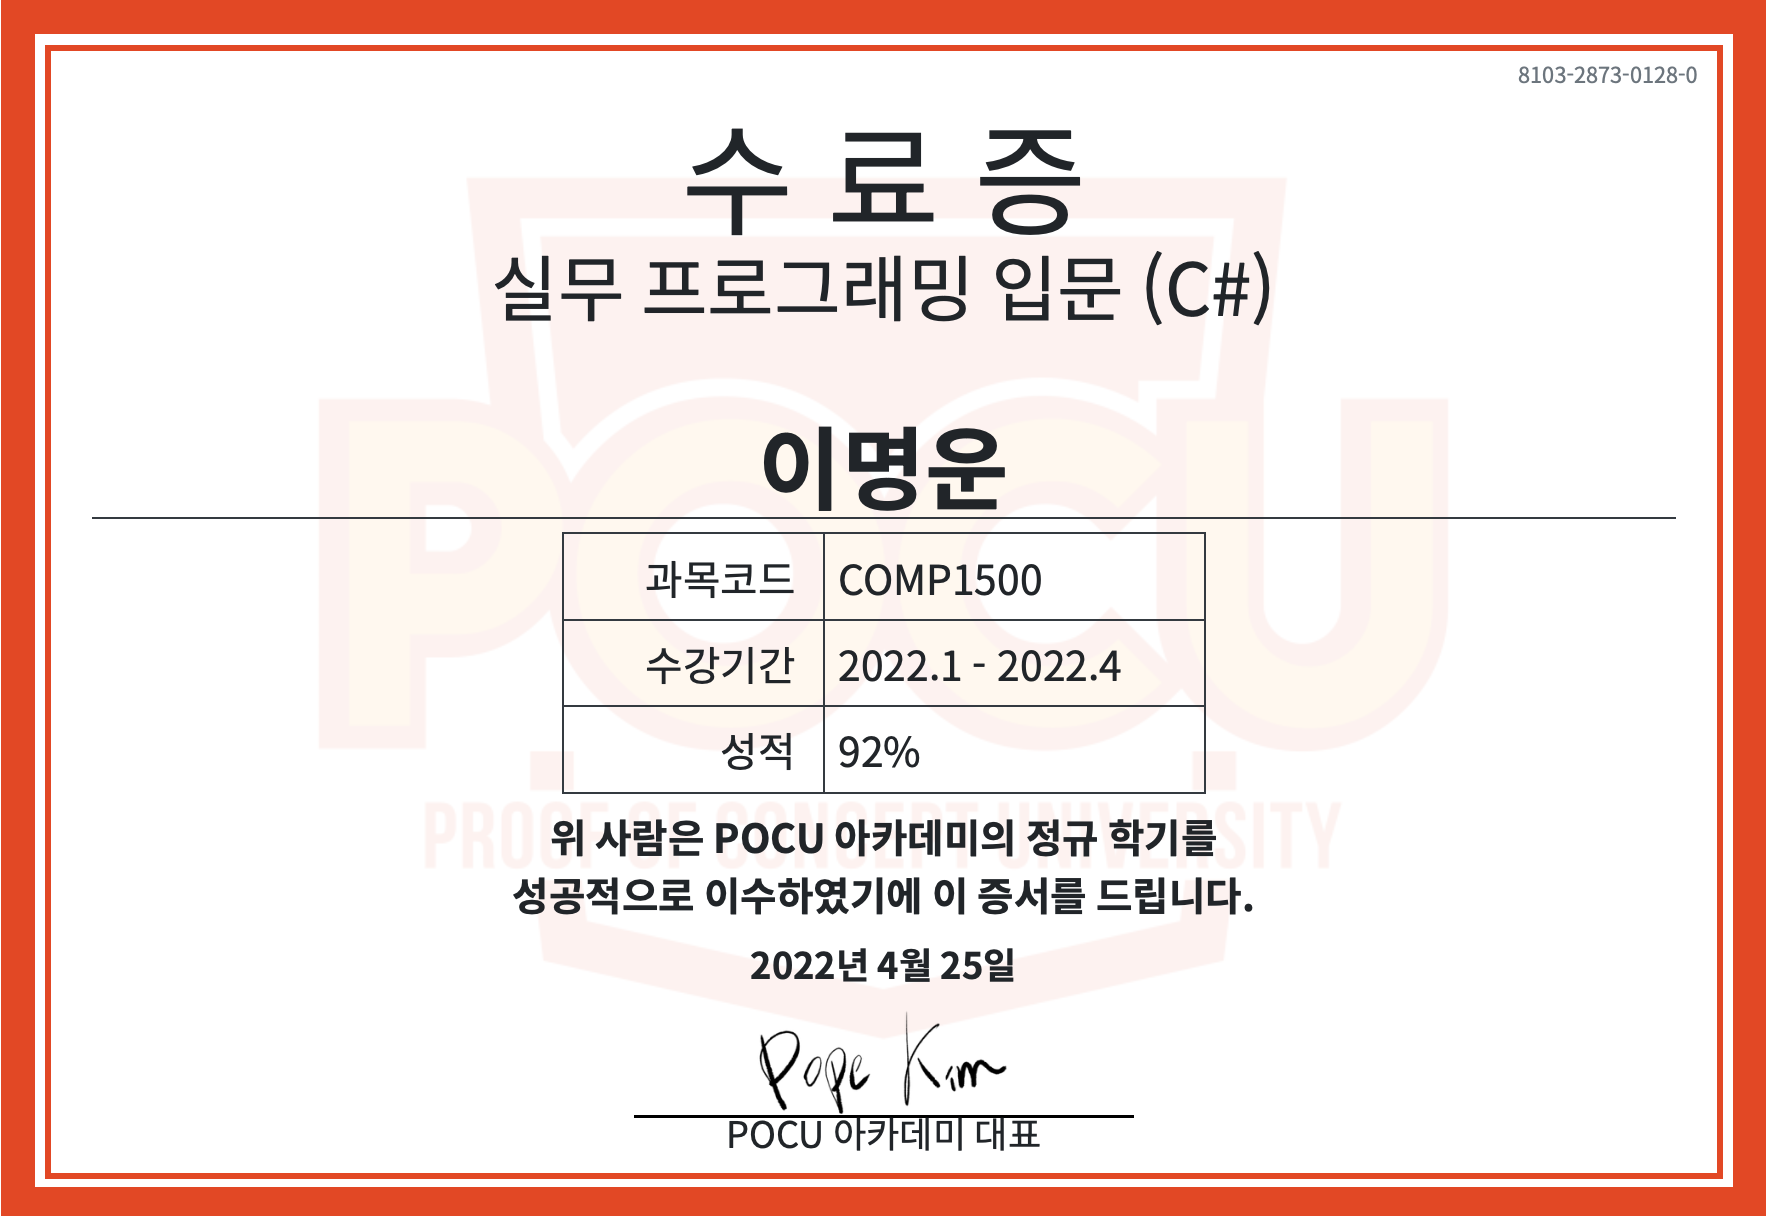 8103-2873-0128-0
수료증
실무 프로그래밍 입문 (C#)
이명운
과목코드 COMP1500
수강기간 2022.1 - 2022.4
성적 92%
POCU
PROOF OF CONCEPT UNIVERSITY
위 사람은 POCU 아카데미의 정규 학기를
성공적으로 이수하였기에 이 증서를 드립니다.
2022년 4월 25일
Pope Kim
POCU 아카데미 대표